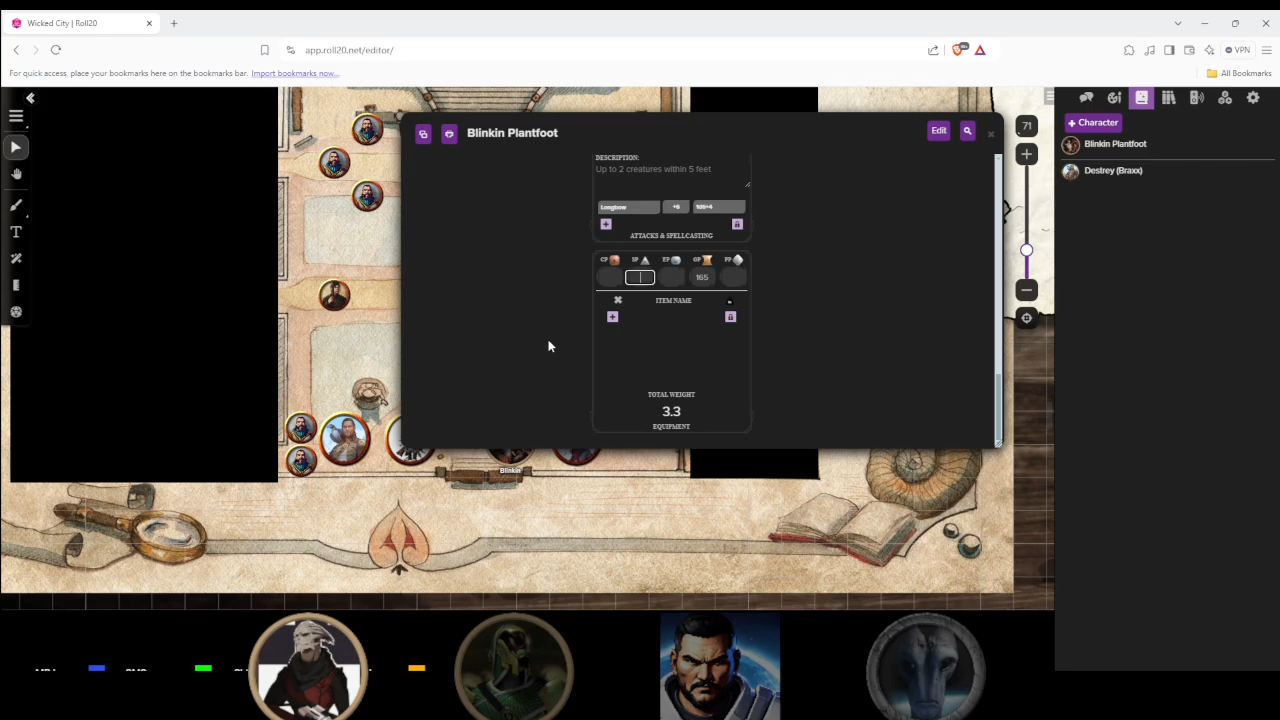 Wicked City | Roll20
app.roll20.net/editor/
VPN
For quick access, place your bookmarks here on the bookmarks bar. Import bookmarks now...
All Bookmarks
Blinkin Plantfoot
Edit
71
+ Character
Blinkin Plantfoot
Destrey (Braxx)
DESCRIPTION:
Up to 2 creatures within 5 feet
Longbow
ATTACKS & SPELLCASTING
CP SP EP GP PP
165
ITEM NAME
TOTAL WEIGHT
3.3
EQUIPMENT
Blinkin